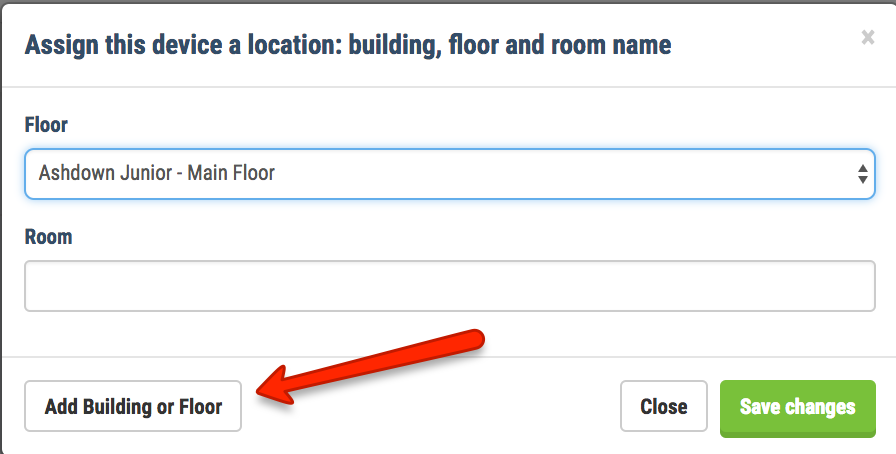 Assign this device a location: building, floor and room name
×
Floor
Ashdown Junior - Main Floor
Room
Add Building or Floor
Close
Save changes